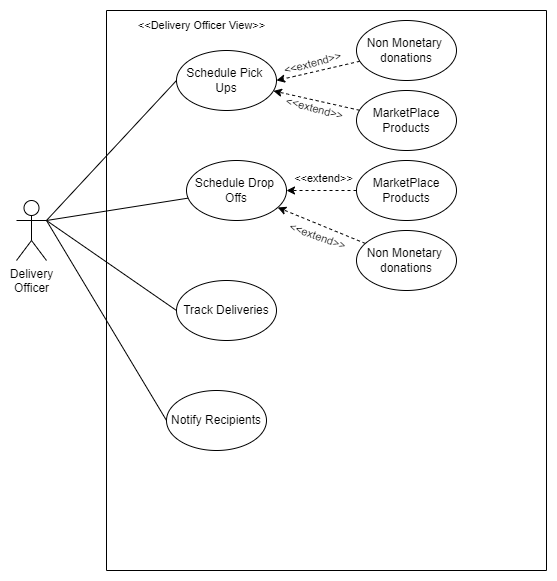 <<Delivery Officer View>>
Schedule Pick
Ups
<<extend>>
Non Monetary
donations
<<extend>>
MarketPlace
Products
Schedule Drop
Offs
<<extend>>
MarketPlace
Products
<<extend>>
Non Monetary
donations
Delivery
Officer
Track Deliveries
Notify Recipients